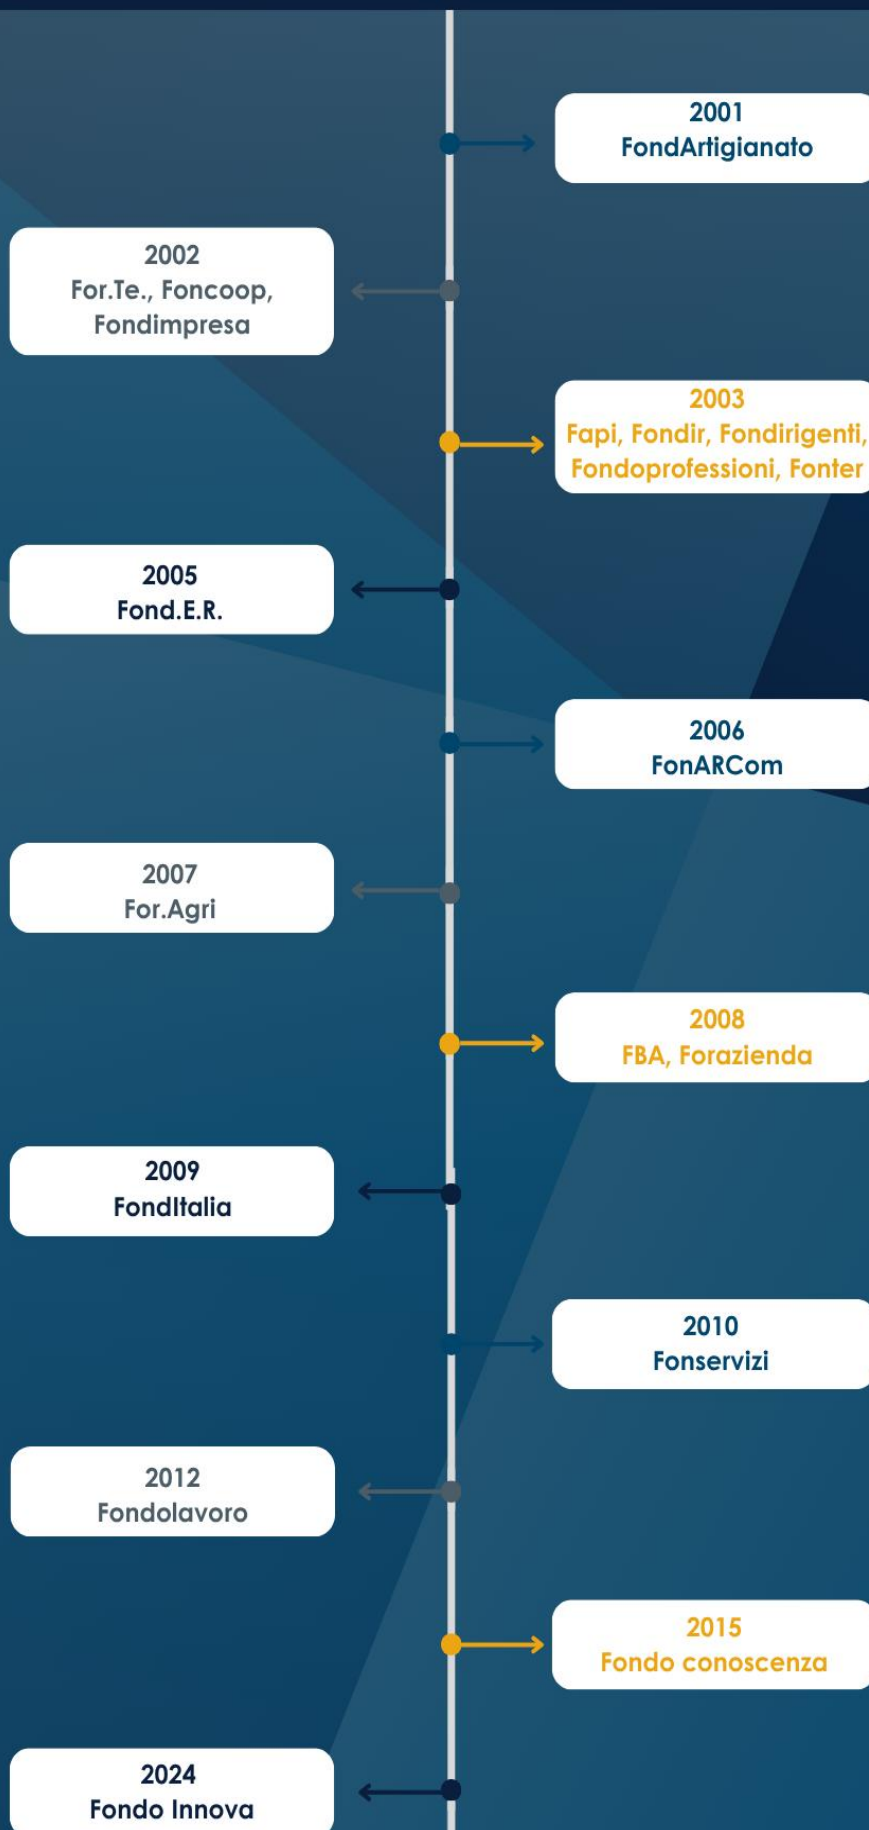 2001
FondArtigianato
2002
For.Te., Foncoop,
Fondimpresa
2003
Fapi, Fondir, Fondirigenti,
Fondoprofessioni, Fonter
2005
Fond.E.R.
2006
FonARCom
2007
For.Agri
2008
FBA, Forazienda
2009
FondItalia
2010
Fonservizi
2012
Fondolavoro
2015
Fondo conoscenza
2024
Fondo Innova